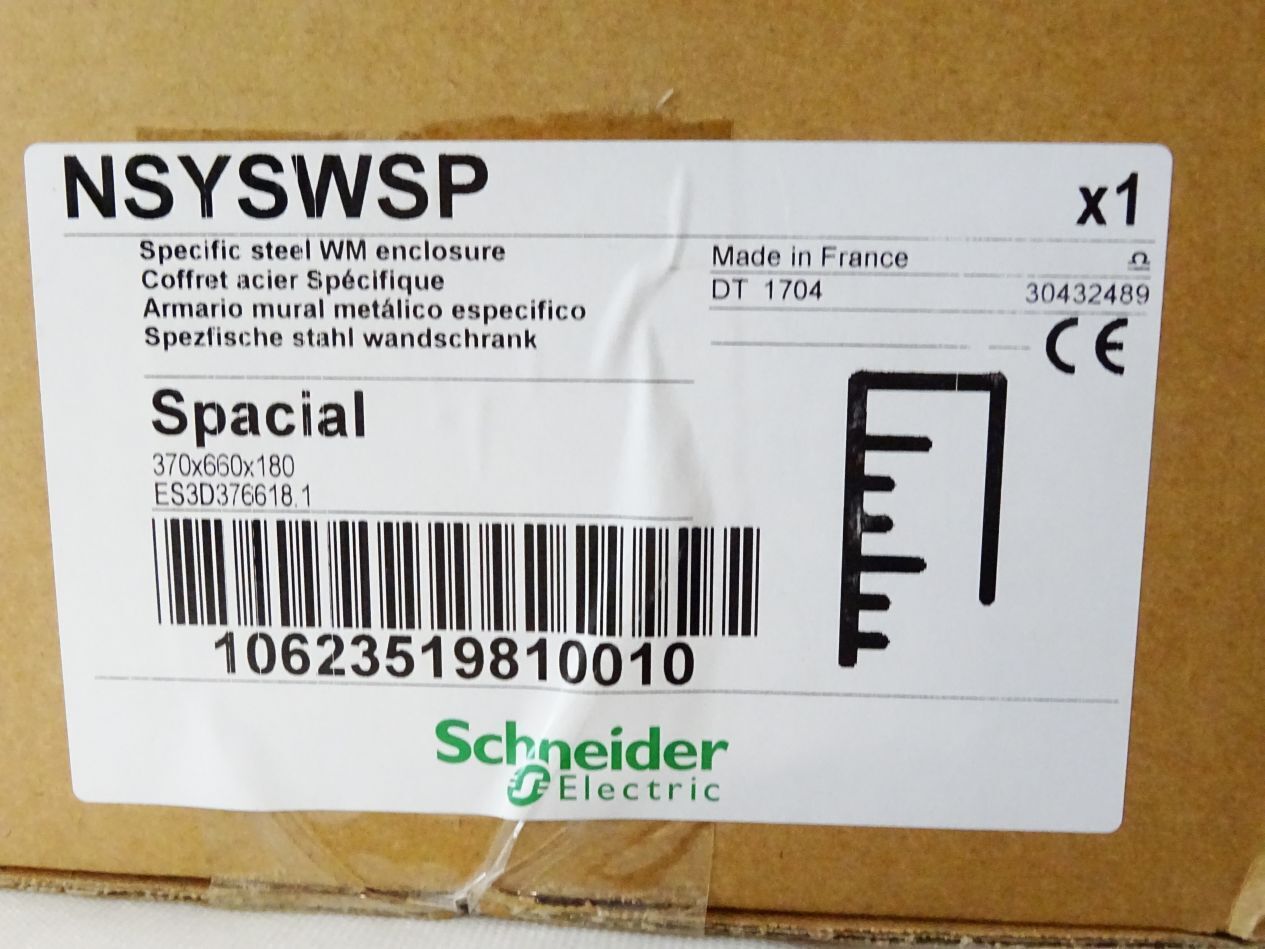 NSYSWSP
x1
Specific steel WM enclosure
Coffret acier Spécifique
Armario mural metálico especifico
Spezfische stahl wandschrank
Made in France
DT 1704
30432489
CE
Spacial
370x660x180
ES3D376618.1
10623519810010
Schneider
Electric